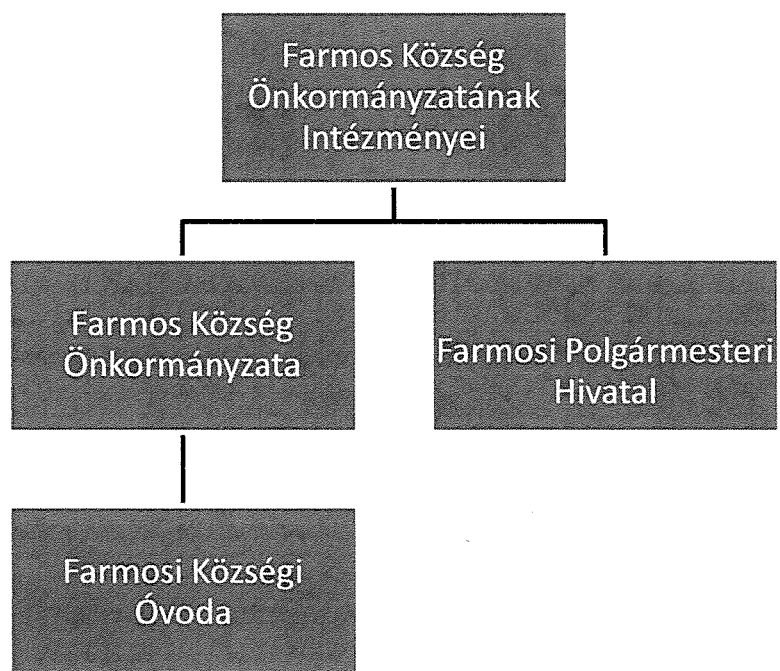 Farmos Község
Önkormányzatának
Intézményei
Farmos Község
Önkormányzata
Farmosi Polgármesteri
Hivatal
Farmosi Községi
Óvoda